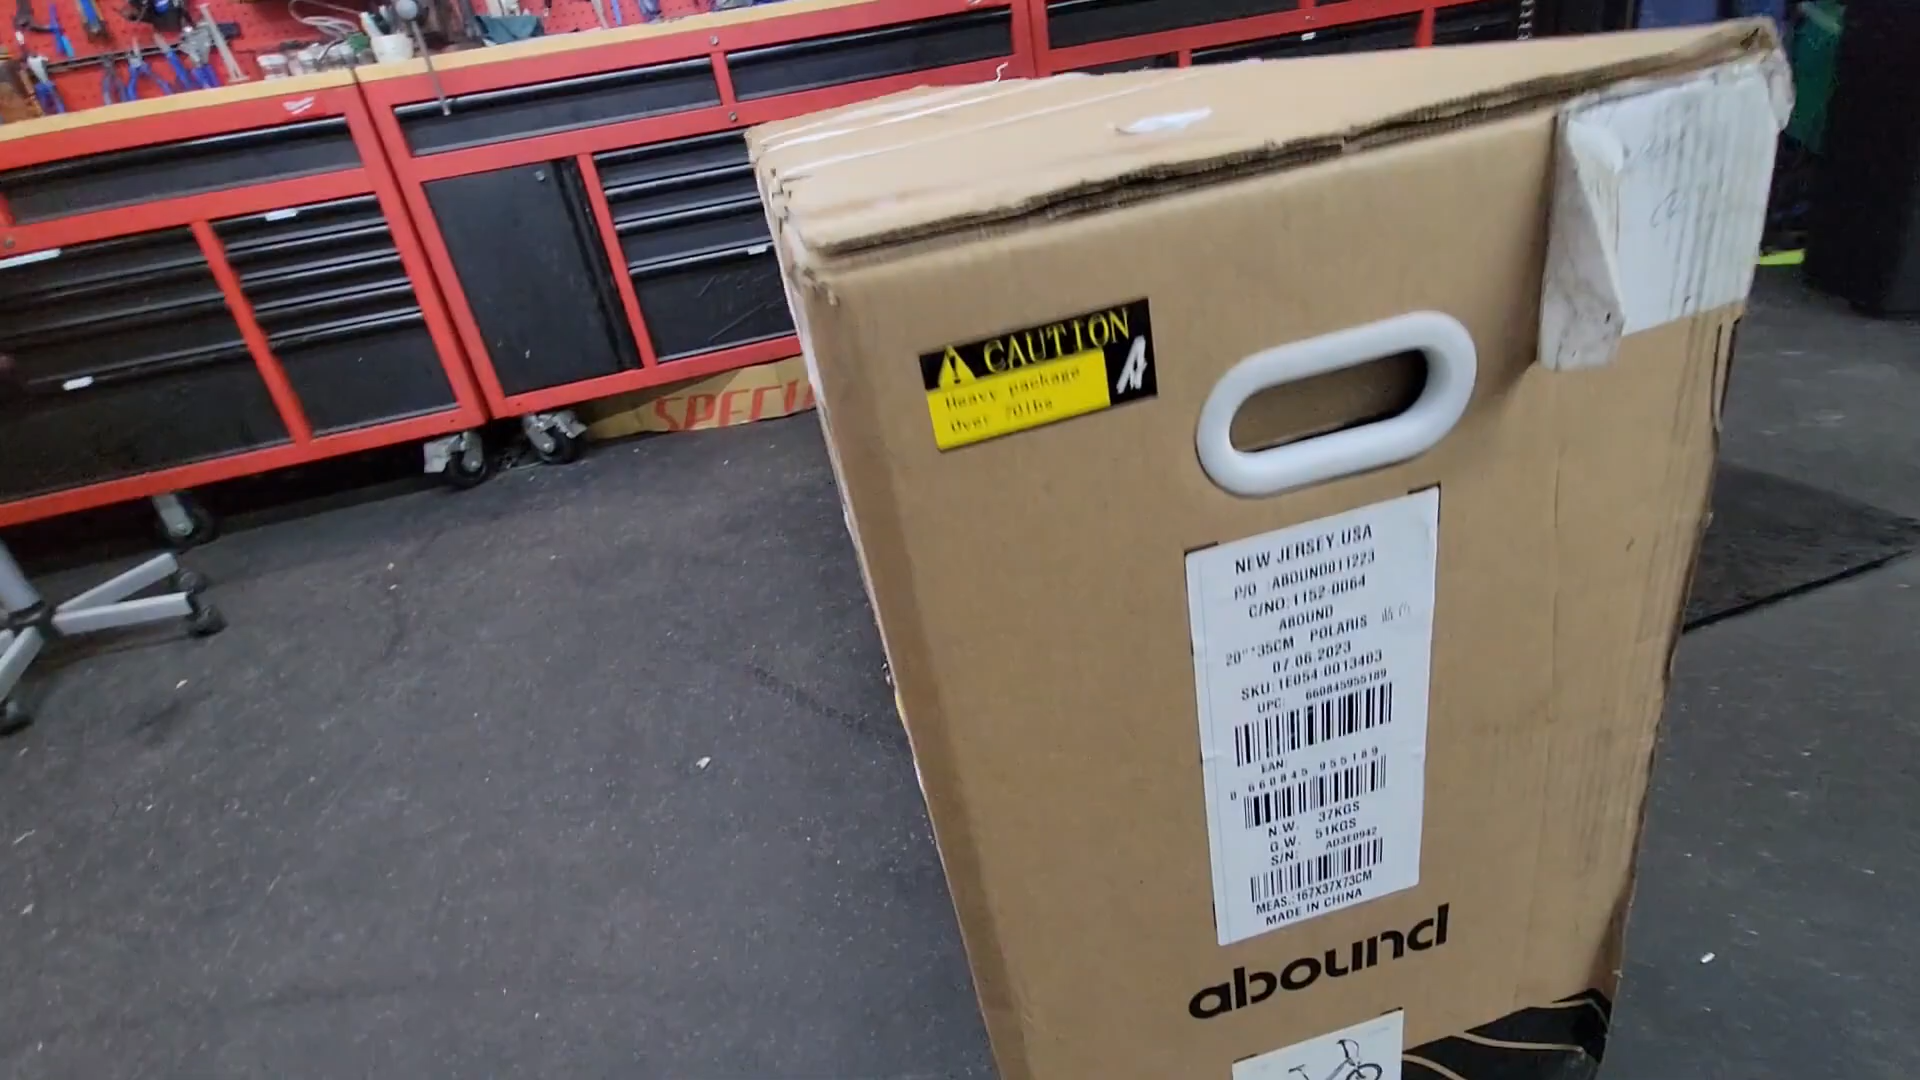 SPECI
CAUTION
Heavy package
Over 70lbs
NEW JERSEY.USA
P/O :ABOUND011223
C/NO:1152-0064
ABOUND
20"*35CM POLARIS
07.06.2023
SKU:1E054-0013403
UPC: 660845955189
EAN:
0 660845 955189
N.W. 37KGS
G.W. 51KGS
S/N: A03E0942
MEAS.:167X37X73CM
MADE IN CHINA
abound